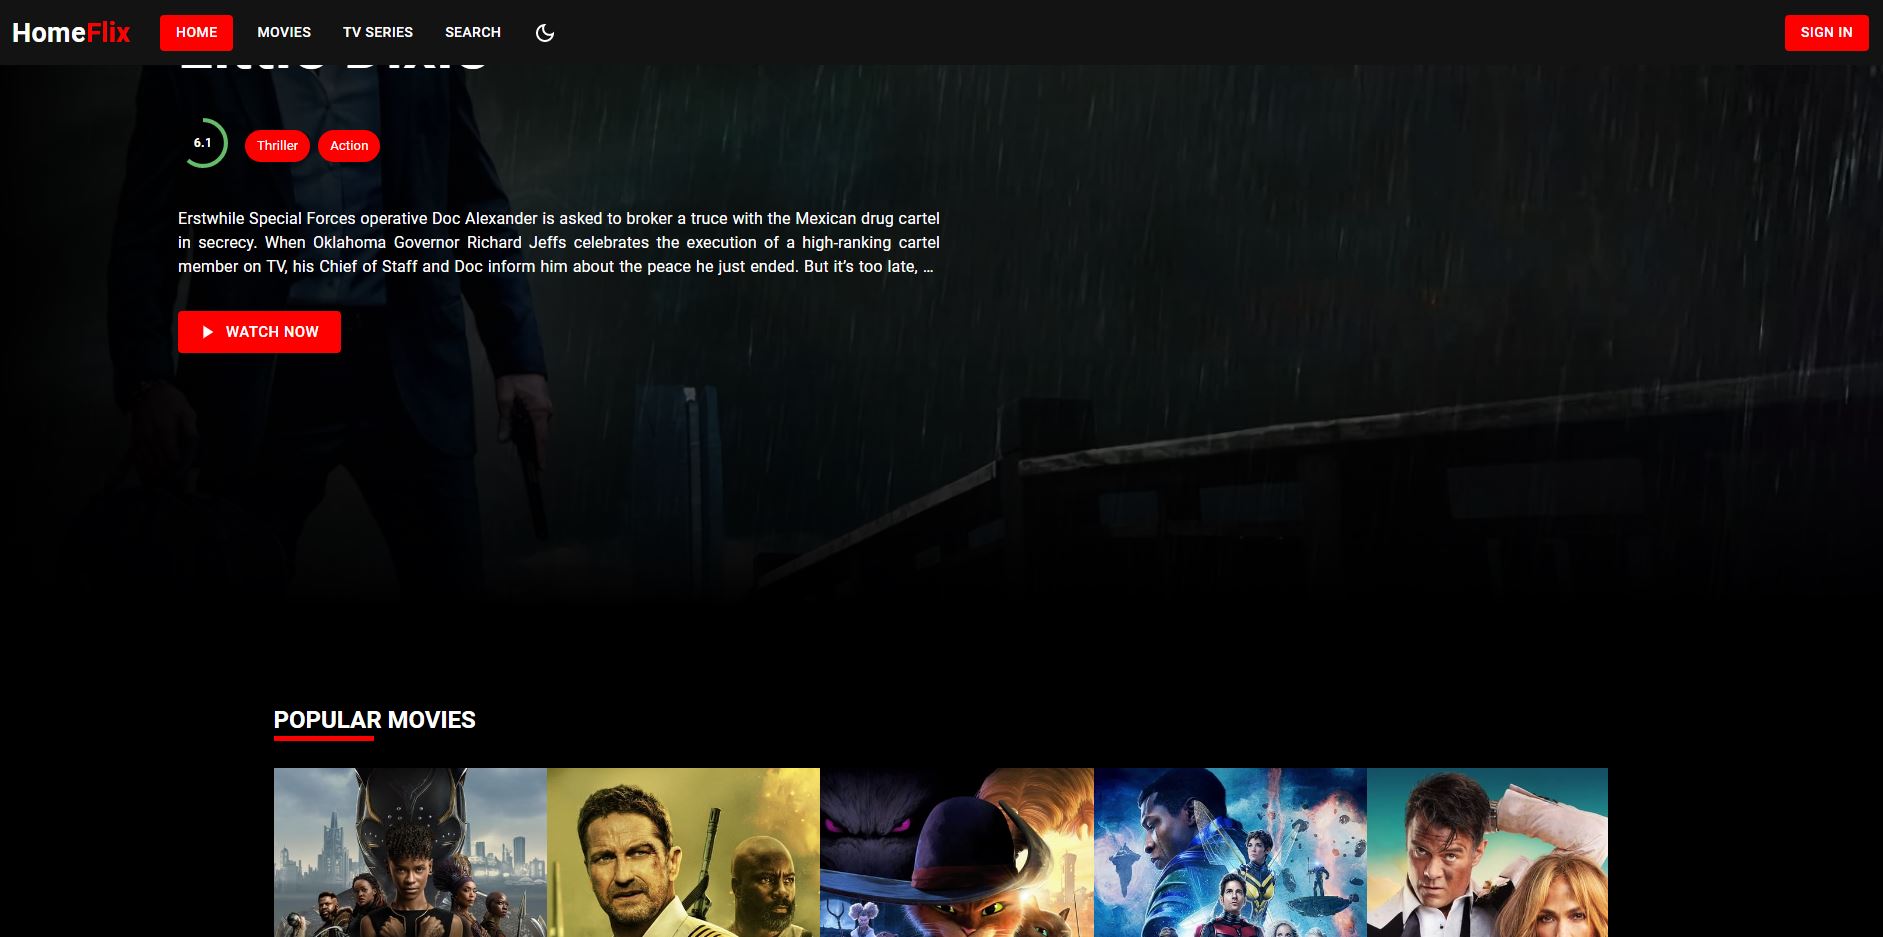 HomeFlix
HOME MOVIES TV SERIES SEARCH
SIGN IN
Little Dixie
6.1
Thriller Action
Erstwhile Special Forces operative Doc Alexander is asked to broker a truce with the Mexican drug cartel
in secrecy. When Oklahoma Governor Richard Jeffs celebrates the execution of a high-ranking cartel
member on TV, his Chief of Staff and Doc inform him about the peace he just ended. But it’s too late, ...
WATCH NOW
POPULAR MOVIES